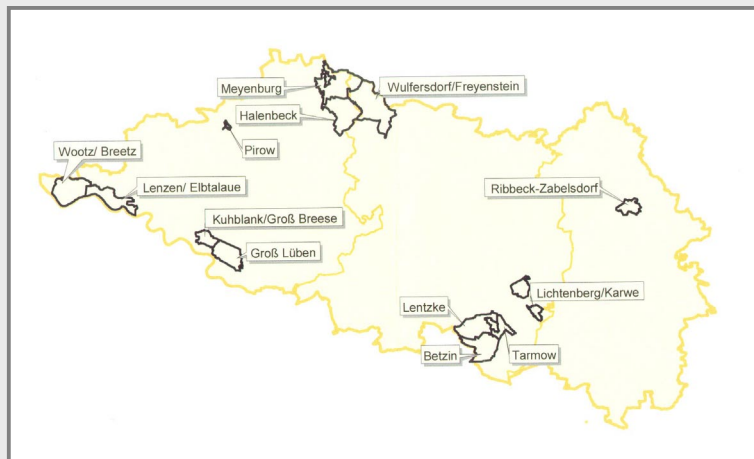 Meyenburg
Wulfersdorf/Freyenstein
Halenbeck
Pirow
Wootz/ Breetz
Lenzen/ Elbtalaue
Ribbeck-Zabelsdorf
Kuhblank/Groß Breese
Groß Lüben
Lichtenberg/Karwe
Lentzke
Betzin
Tarmow